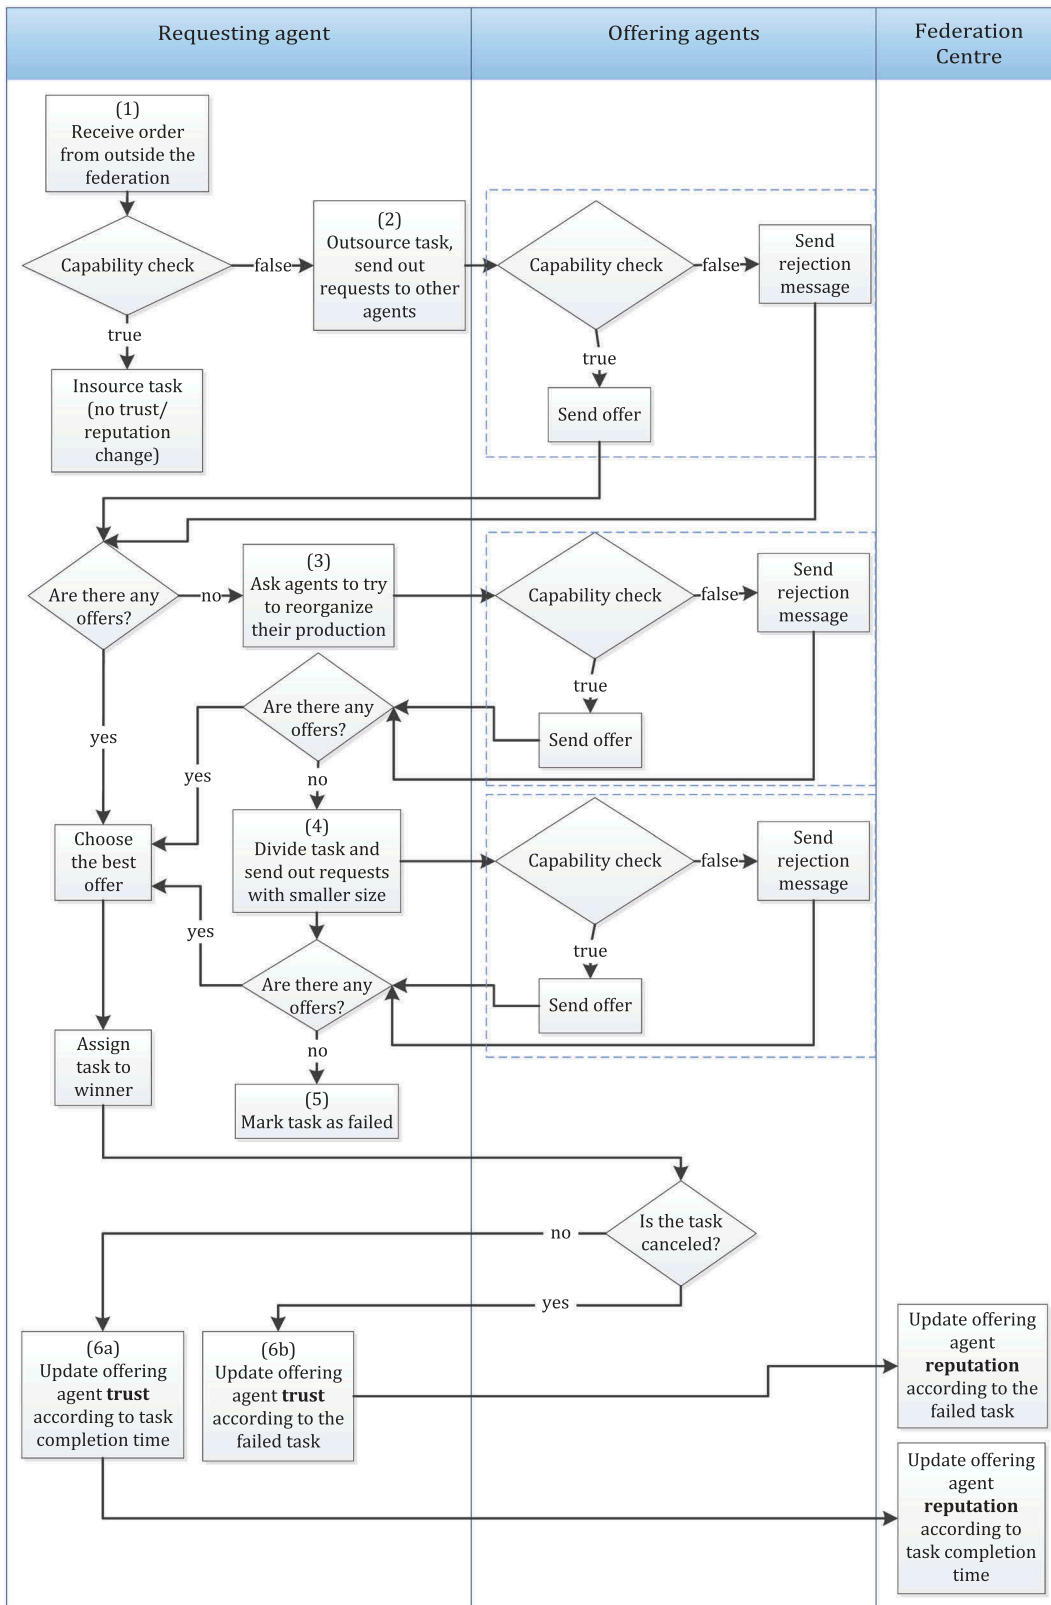 Requesting agent
Offering agents
Federation
Centre
(1)
Receive order
from outside the
federation
Capability check
false
true
Insource task
(no trust/
reputation
change)
(2)
Outsource task,
send out
requests to other
agents
Capability check
false
Send
rejection
message
true
Send offer
Are there any
offers?
no
yes
(3)
Ask agents to try
to reorganize
their production
Capability check
false
Send
rejection
message
true
Send offer
Are there any
offers?
yes
no
Choose
the best
offer
(4)
Divide task and
send out requests
with smaller size
Capability check
false
Send
rejection
message
true
Send offer
yes
Are there any
offers?
no
Assign
task to
winner
(5)
Mark task as failed
Is the task
canceled?
no
yes
(6a)
Update offering
agent trust
according to task
completion time
(6b)
Update offering
agent trust
according to the
failed task
Update offering
agent
reputation
according to the
failed task
Update offering
agent
reputation
according to
task completion
time